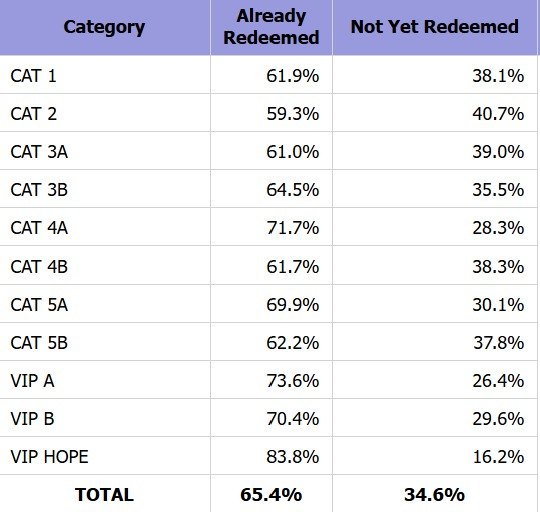 Category Already Redeemed Not Yet Redeemed
CAT 1 61.9% 38.1%
CAT 2 59.3% 40.7%
CAT 3A 61.0% 39.0%
CAT 3B 64.5% 35.5%
CAT 4A 71.7% 28.3%
CAT 4B 61.7% 38.3%
CAT 5A 69.9% 30.1%
CAT 5B 62.2% 37.8%
VIP A 73.6% 26.4%
VIP B 70.4% 29.6%
VIP HOPE 83.8% 16.2%
TOTAL 65.4% 34.6%